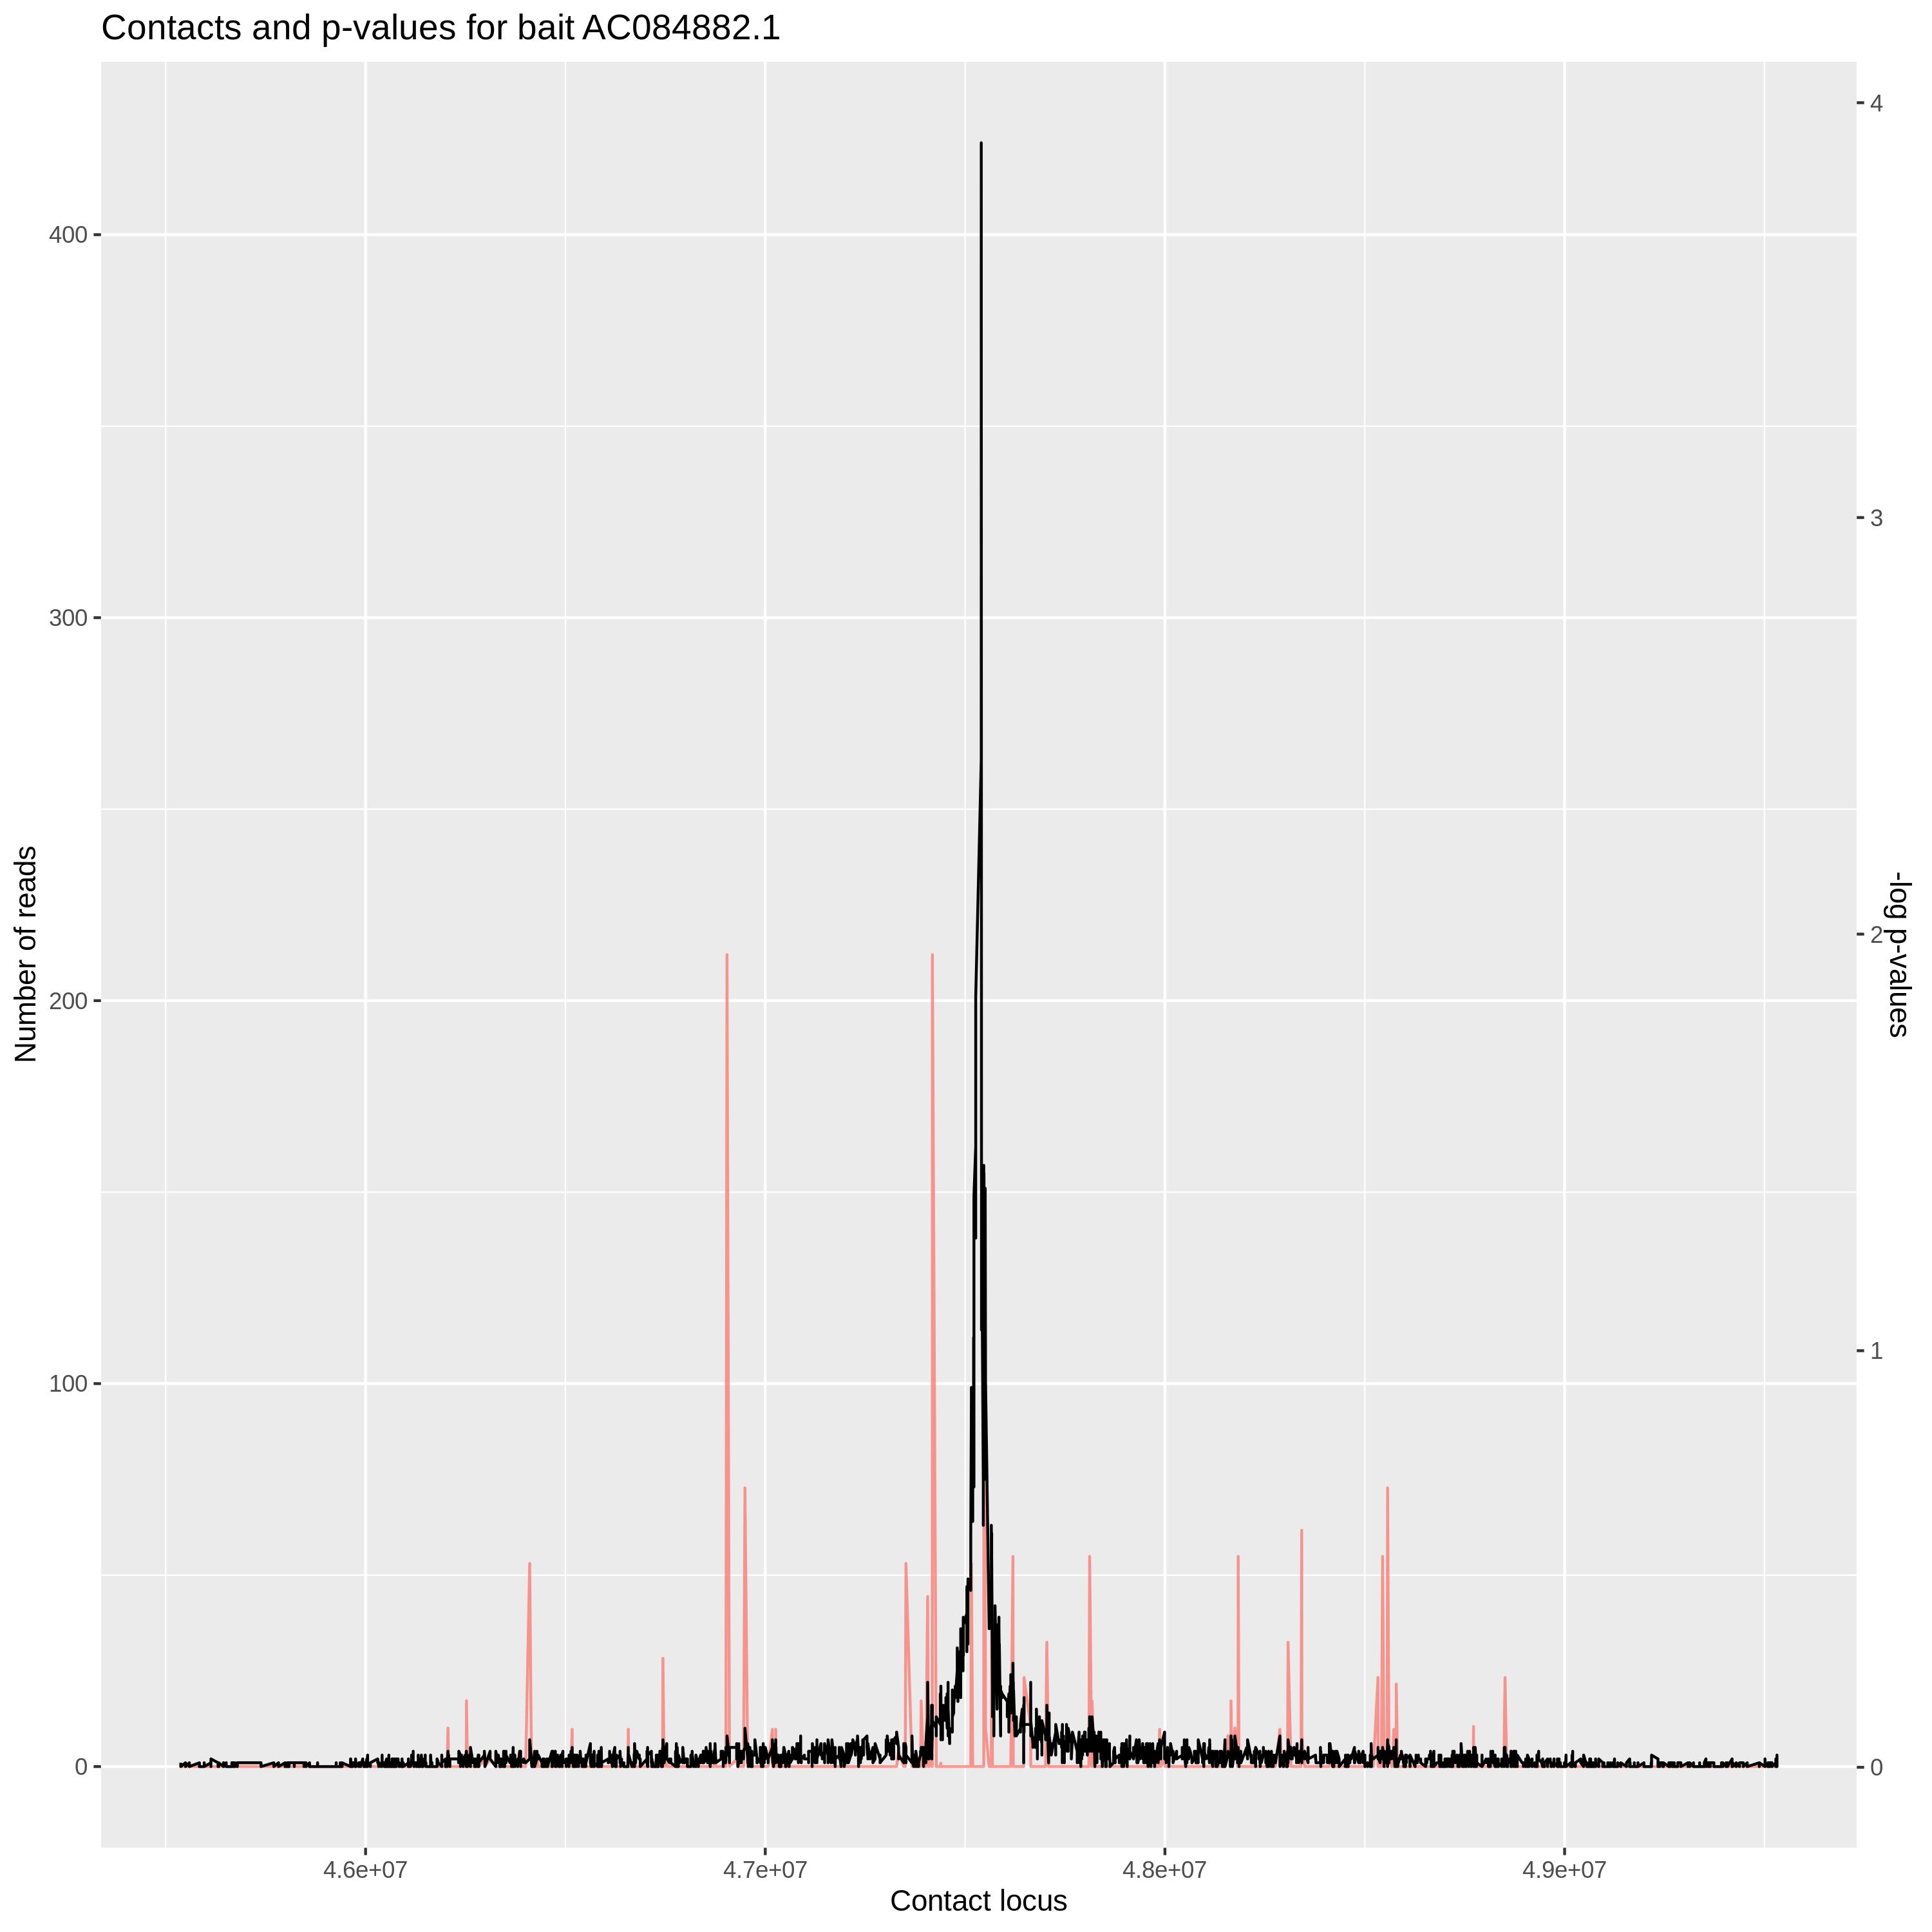 Contacts and p-values for bait AC084882.1
400
300
200
100
0
Number of reads
4
3
2
1
0
-log p-values
4.6e+07 4.7e+07 4.8e+07 4.9e+07
Contact locus